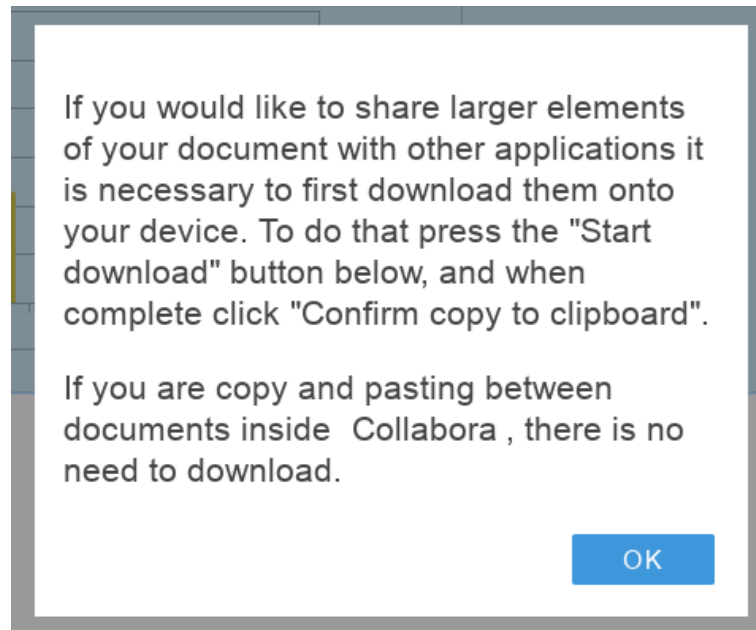 If you would like to share larger elements
of your document with other applications it
is necessary to first download them onto
your device. To do that press the "Start
download" button below, and when
complete click "Confirm copy to clipboard".
If you are copy and pasting between
documents inside  Collabora , there is no
need to download.
OK